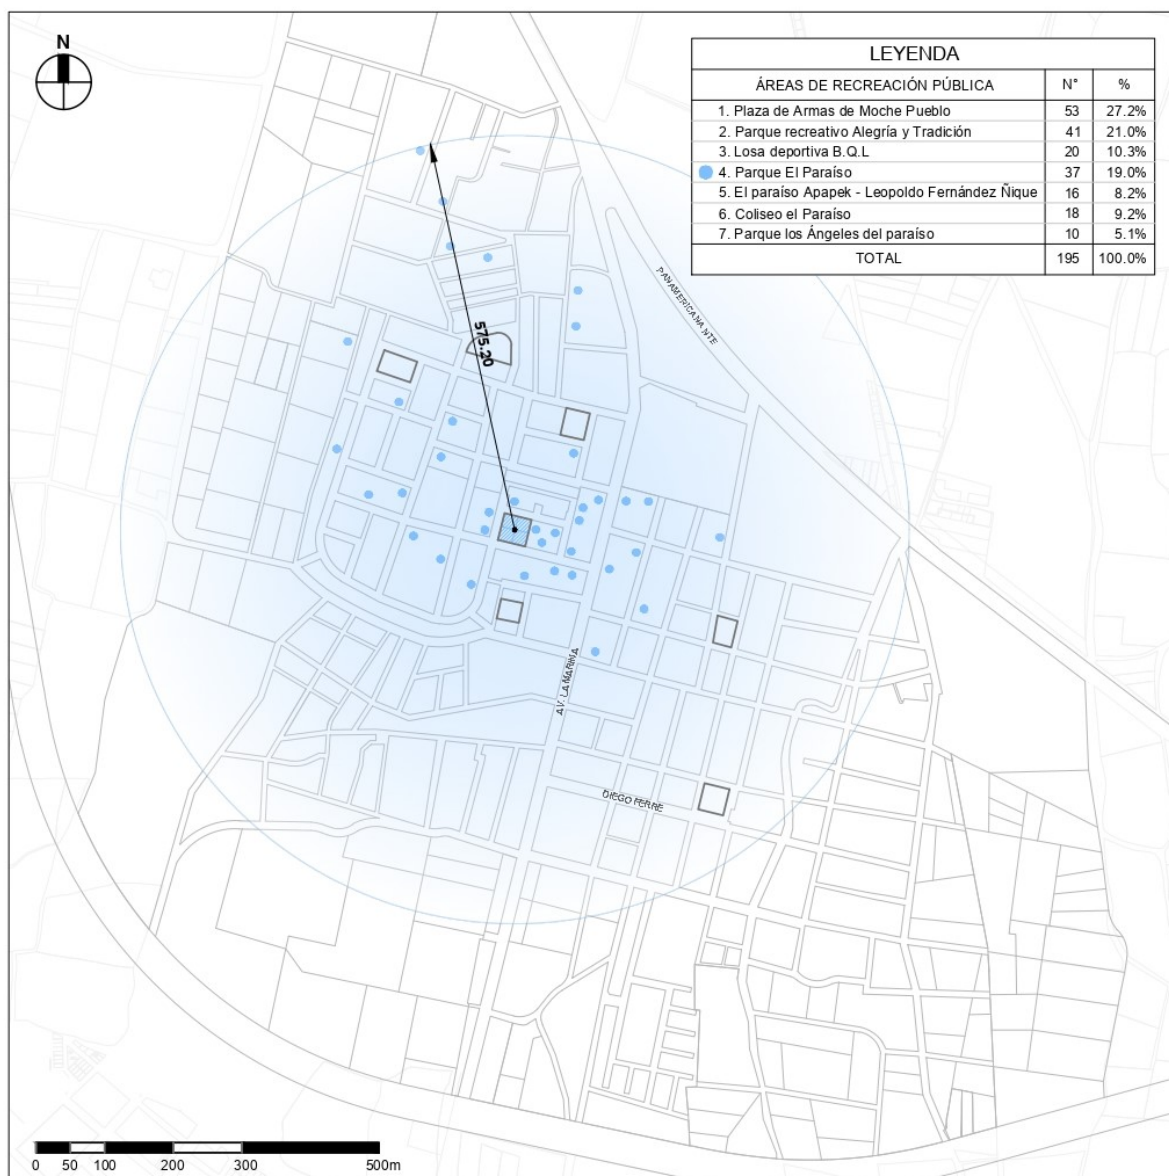 N
LEYENDA
ÁREAS DE RECREACIÓN PÚBLICA N° %
1. Plaza de Armas de Moche Pueblo 53 27.2%
2. Parque recreativo Alegría y Tradición 41 21.0%
3. Losa deportiva B.Q.L 20 10.3%
4. Parque El Paraíso 37 19.0%
5. El paraíso Apapek - Leopoldo Fernández Ñique 16 8.2%
6. Coliseo el Paraíso 18 9.2%
7. Parque los Ángeles del paraíso 10 5.1%
TOTAL 195 100.0%
PANAMERICANA NTE
575.20
AV. LA MARINA
DIEGO FERRE
0 50 100 200 300 500m